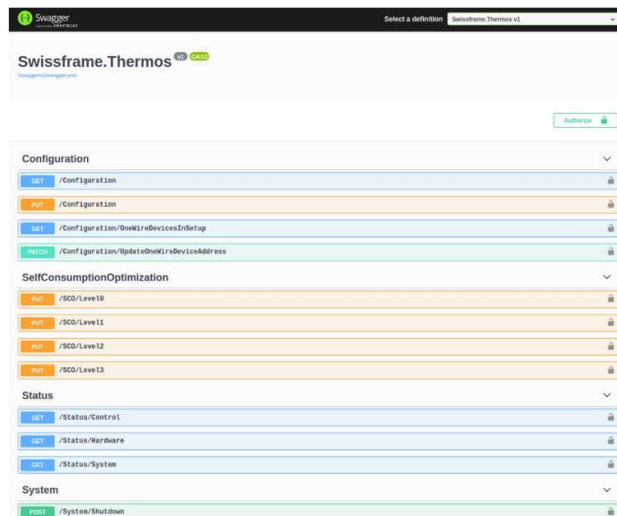 Swagger
Select a definition Swissframe.Thermos v1
Swissframe.Thermos v1 OAS3
/swagger/v1/swagger.json
Authorize
Configuration
GET /Configuration
PUT /Configuration
GET /Configuration/OneWireDevicesInSetup
PATCH /Configuration/UpdateOneWireDeviceAddress
SelfConsumptionOptimization
PUT /SCO/Level0
PUT /SCO/Level1
PUT /SCO/Level2
PUT /SCO/Level3
Status
GET /Status/Control
GET /Status/Hardware
GET /Status/System
System
POST /System/Shutdown